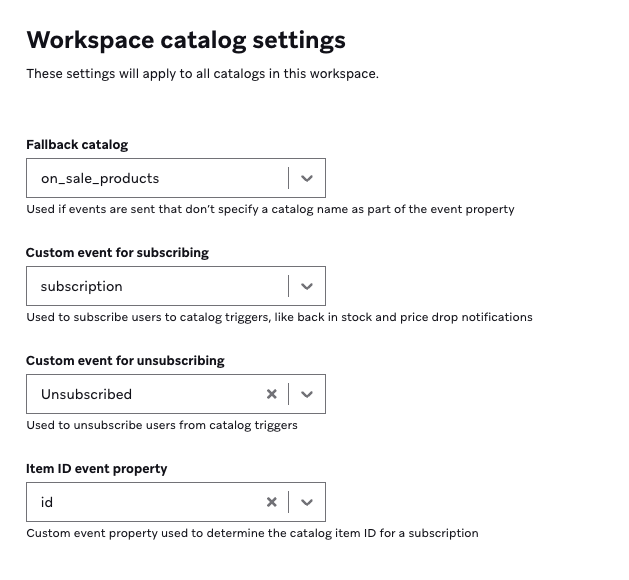 Workspace catalog settings
These settings will apply to all catalogs in this workspace.
Fallback catalog
on_sale_products
Used if events are sent that don't specify a catalog name as part of the event property
Custom event for subscribing
subscription
Used to subscribe users to catalog triggers, like back in stock and price drop notifications
Custom event for unsubscribing
Unsubscribed
Used to unsubscribe users from catalog triggers
Item ID event property
id
Custom event property used to determine the catalog item ID for a subscription